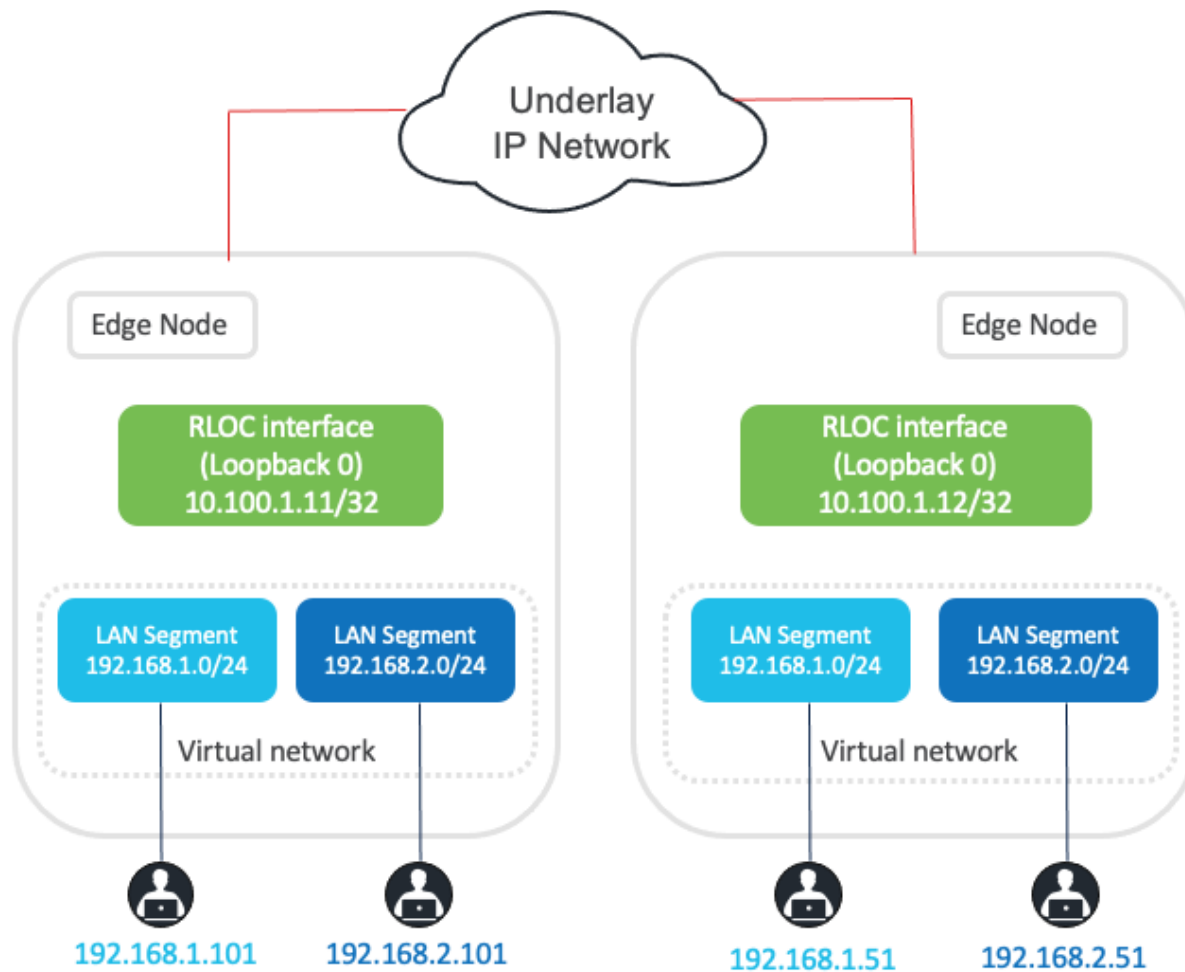 Underlay
IP Network
Edge Node
RLOC interface
(Loopback 0)
10.100.1.11/32
LAN Segment
192.168.1.0/24
LAN Segment
192.168.2.0/24
Virtual network
192.168.1.101
192.168.2.101
Edge Node
RLOC interface
(Loopback 0)
10.100.1.12/32
LAN Segment
192.168.1.0/24
LAN Segment
192.168.2.0/24
Virtual network
192.168.1.51
192.168.2.51